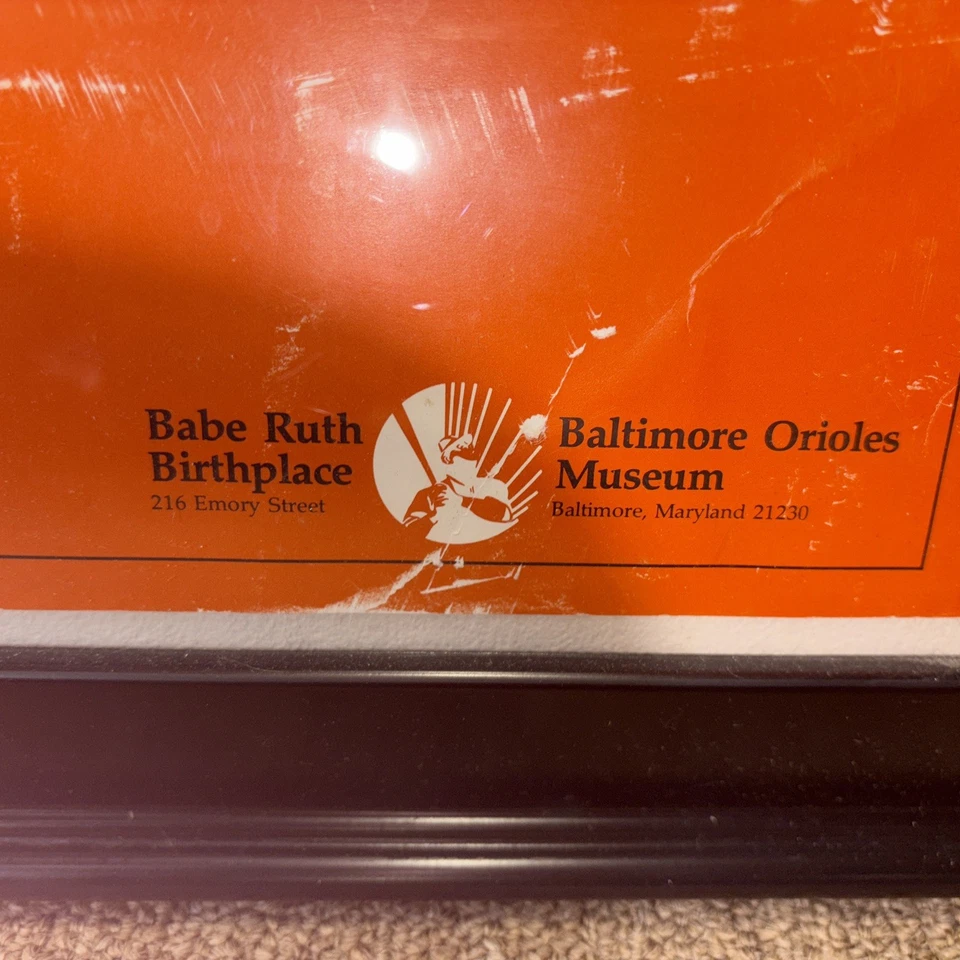 Babe Ruth
Birthplace
216 Emory Street
Baltimore Orioles
Museum
Baltimore, Maryland 21230